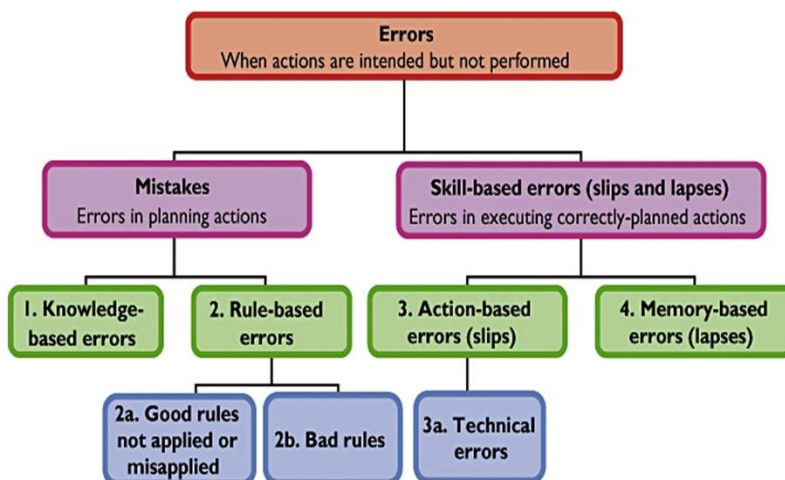 Errors
When actions are intended but not performed
Mistakes
Errors in planning actions
Skill-based errors (slips and lapses)
Errors in executing correctly-planned actions
1. Knowledge-
based errors
2. Rule-based
errors
3. Action-based
errors (slips)
4. Memory-based
errors (lapses)
2a. Good rules
not applied or
misapplied
2b. Bad rules
3a. Technical
errors